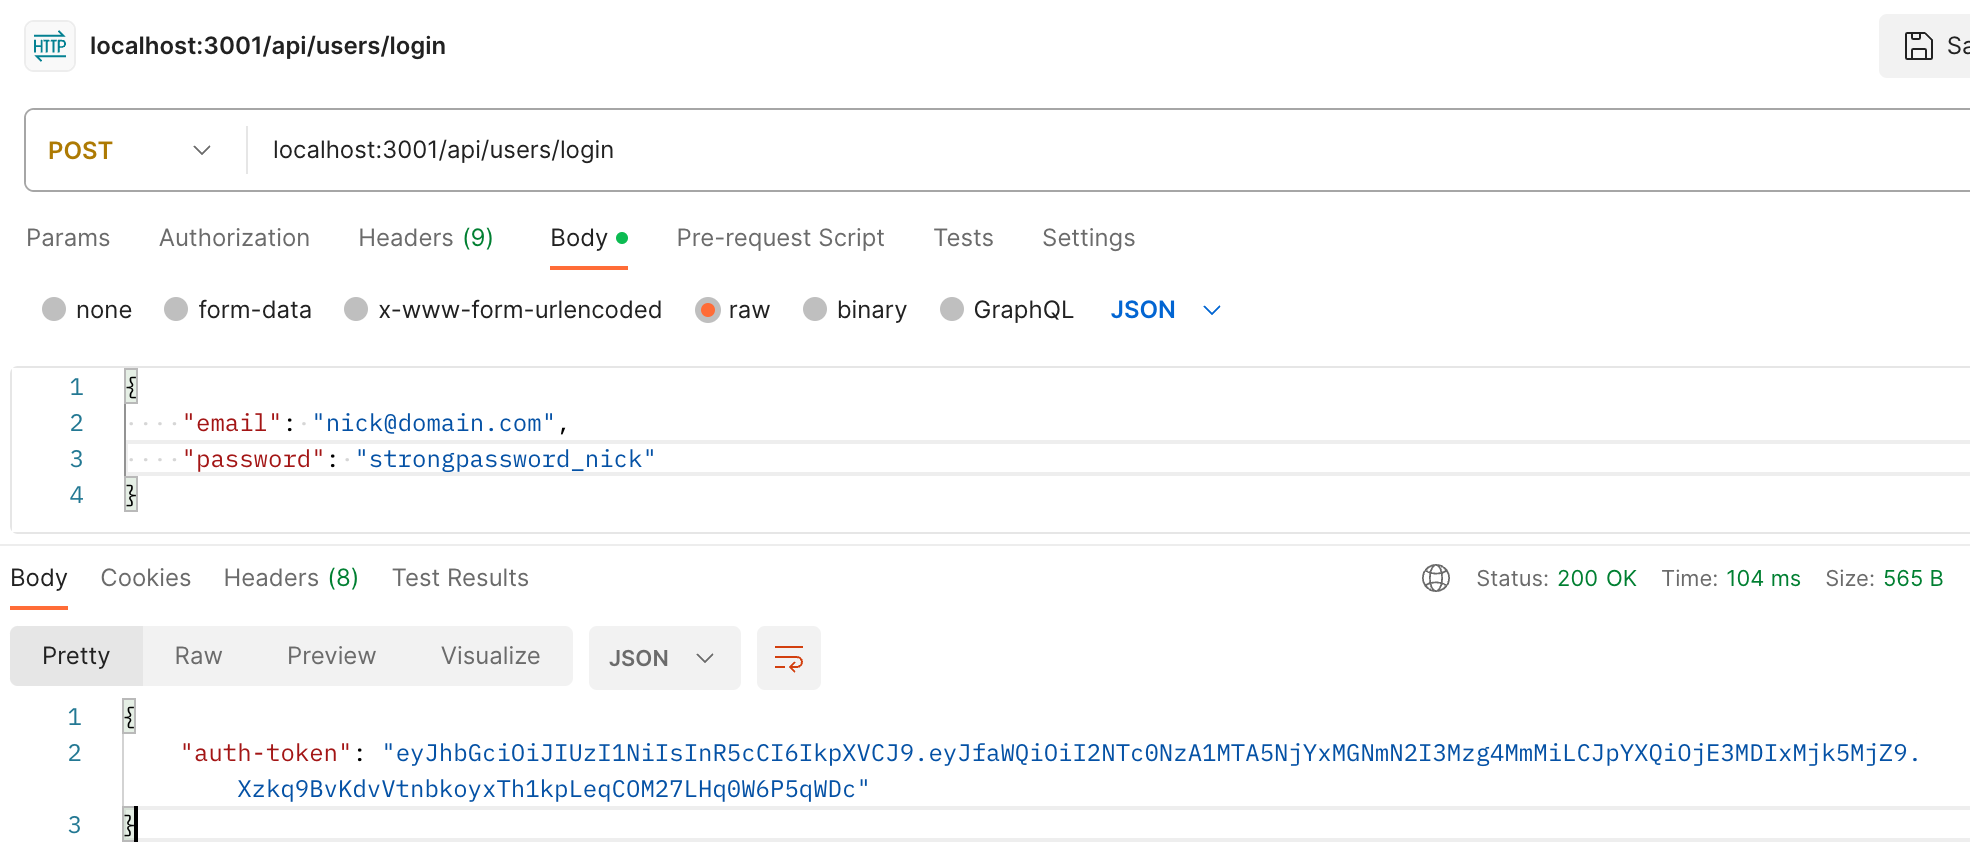 HTTP localhost:3001/api/users/login
POST localhost:3001/api/users/login
Params Authorization Headers (9) Body Pre-request Script Tests Settings
none form-data x-www-form-urlencoded raw binary GraphQL JSON
1 {
2 "email": "nick@domain.com",
3 "password": "strongpassword_nick"
4 }
Body Cookies Headers (8) Test Results Status: 200 OK Time: 104 ms Size: 565 B
Pretty Raw Preview Visualize JSON
1 {
2 "auth-token": "eyJhbGciOiJIUzI1NiIsInR5cCI6IkpXVCJ9.eyJfaWQiOiI2NTc0NzA1MTA5NjYxMGNmN2I3Mzg4MmMiLCJpYXQiOjE3MDIxMjk5MjZ9.
Xzkq9BvKdvVtnbkoyxTh1kpLeqCOM27LHq0W6P5qWDc"
3 }